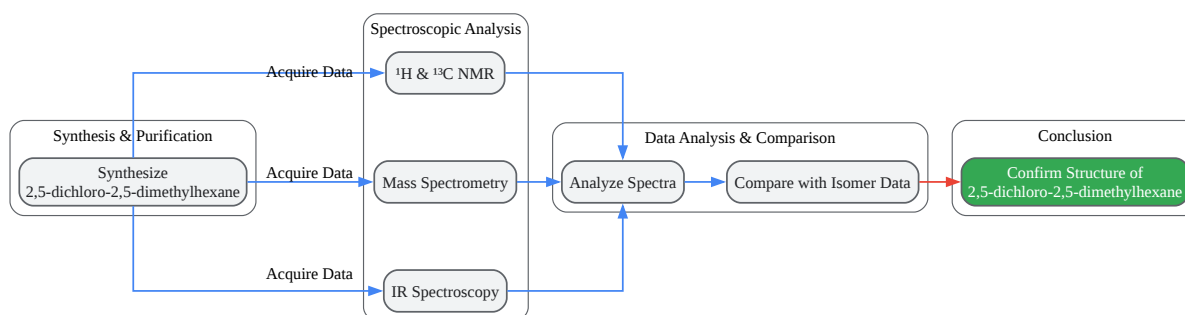 Spectroscopic Analysis
Acquire Data
¹H & ¹³C NMR
Synthesis & Purification
Synthesize
2,5-dichloro-2,5-dimethylhexane
Acquire Data
Mass Spectrometry
Data Analysis & Comparison
Analyze Spectra
Compare with Isomer Data
Conclusion
Confirm Structure of
2,5-dichloro-2,5-dimethylhexane
Acquire Data
IR Spectroscopy